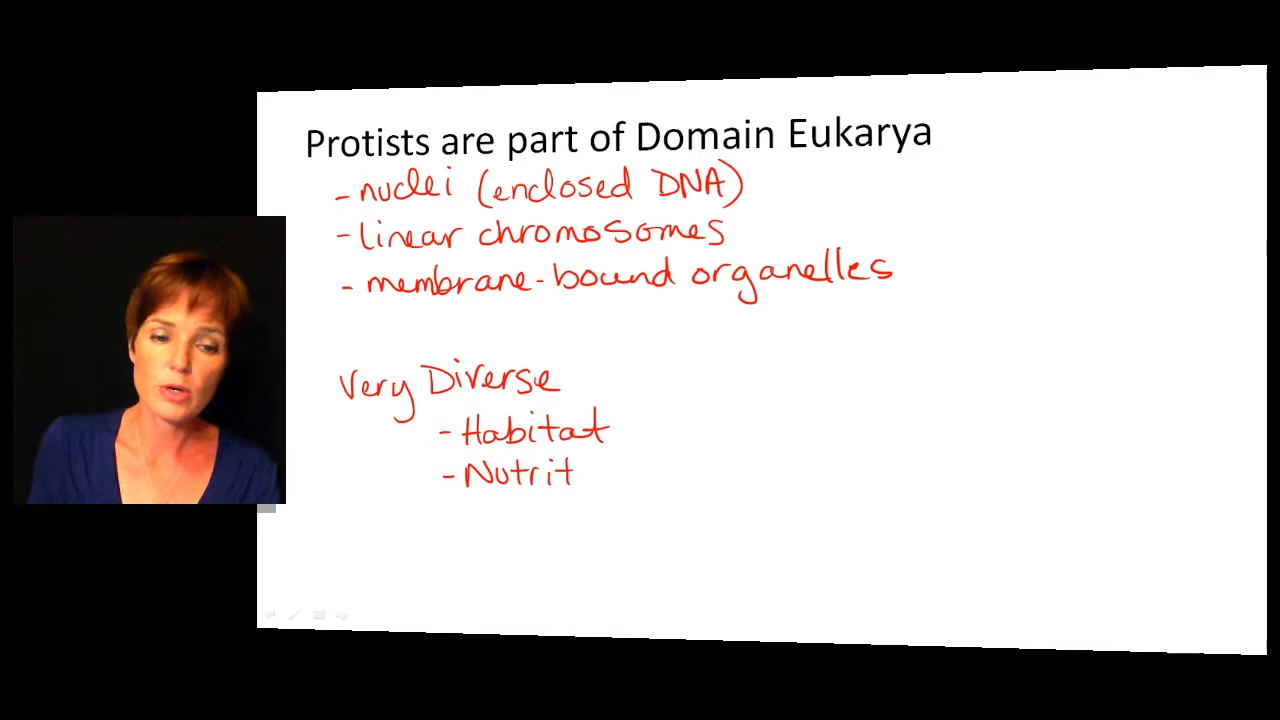 Protists are part of Domain Eukarya
- nuclei (enclosed DNA)
- linear chromosomes
- membrane-bound organelles
Very Diverse
- Habitat
- Nutrit